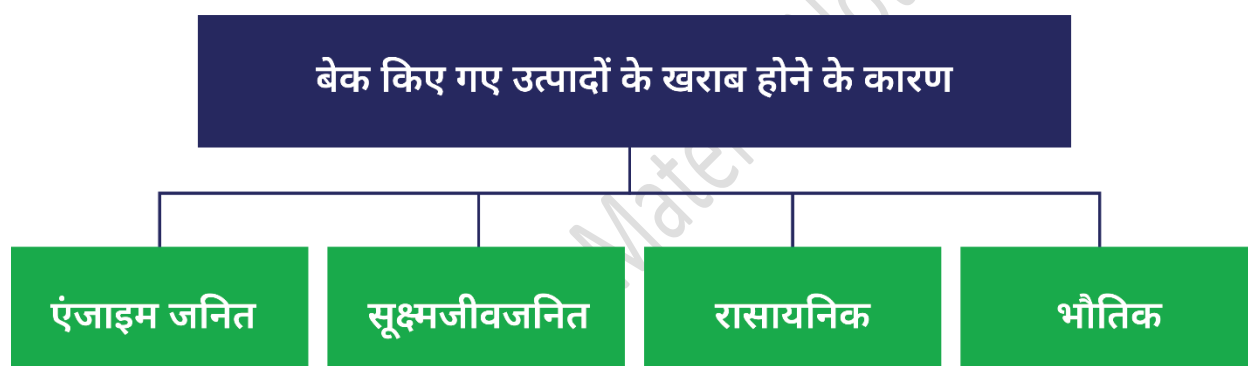 बेक किए गए उत्पादों के खराब होने के कारण
एंजाइम जनित
सूक्ष्मजीवजनित
रासायनिक
भौतिक